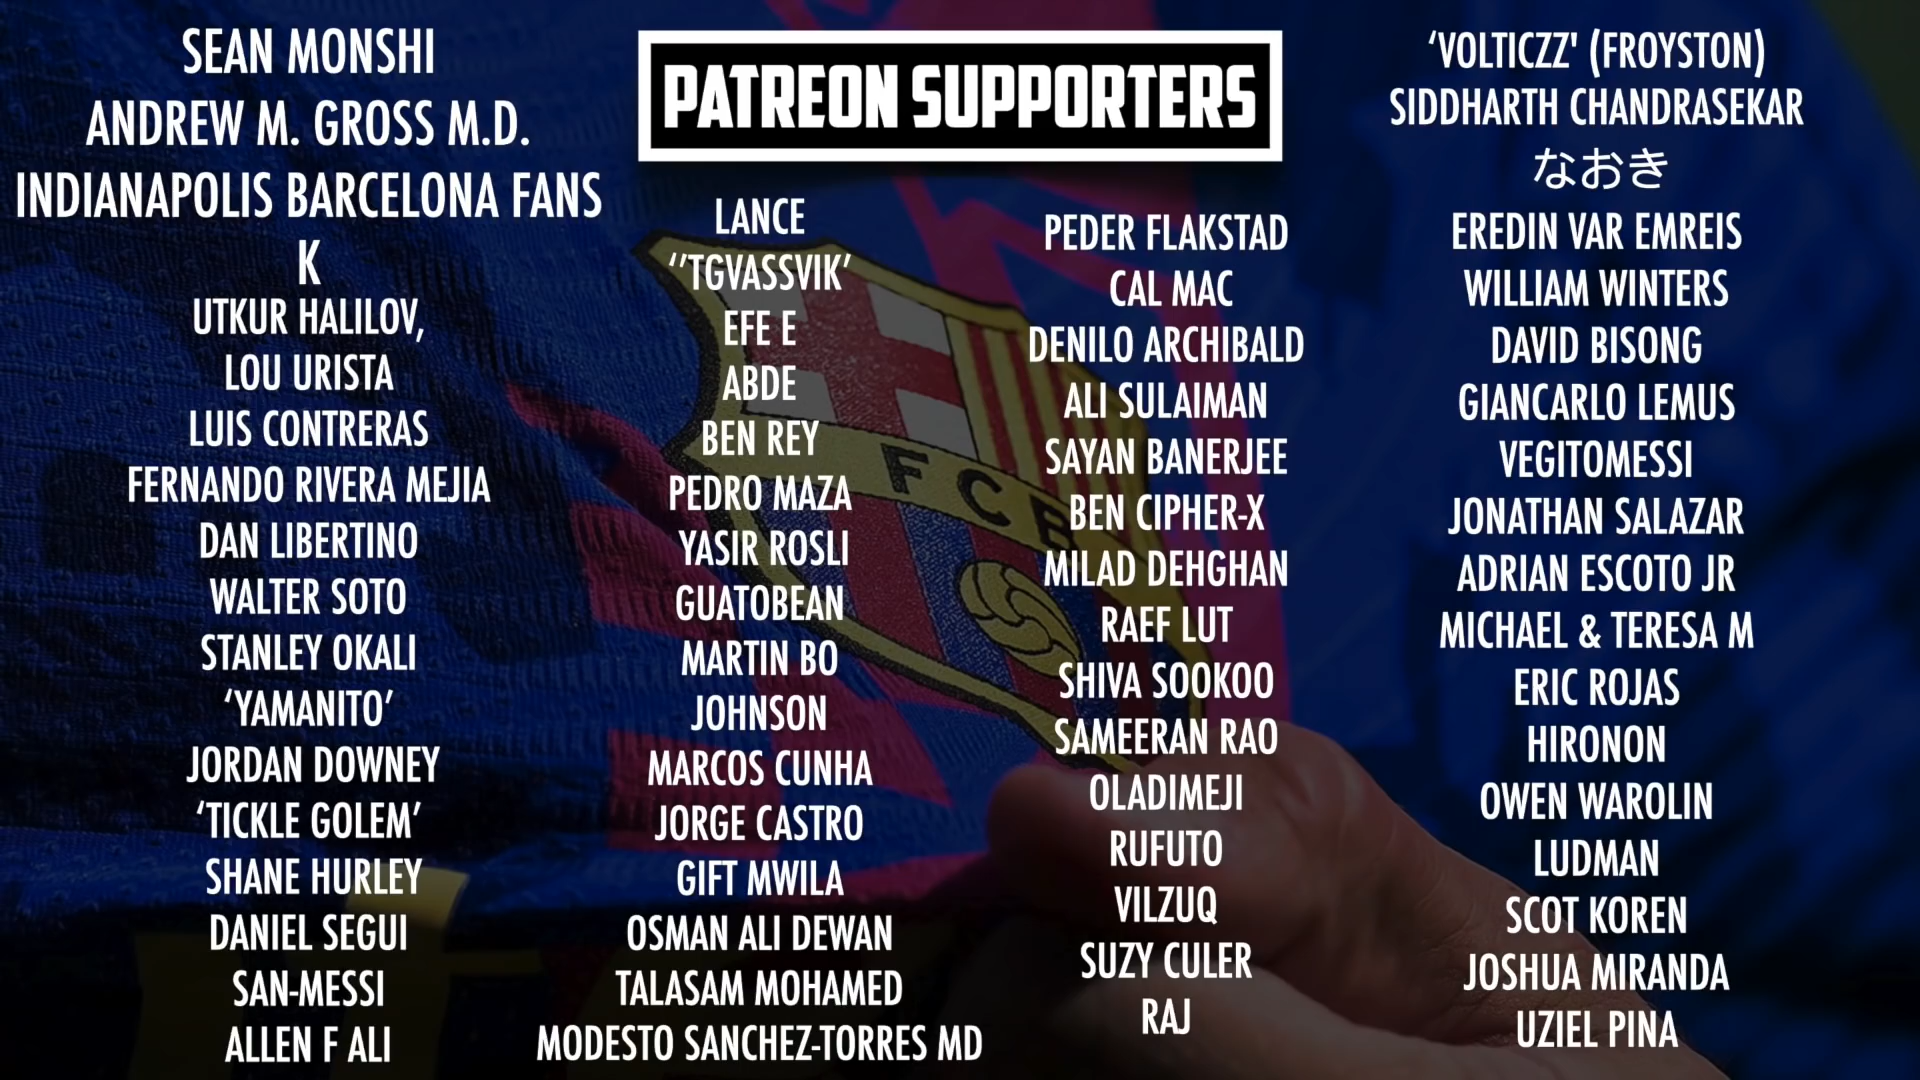 PATREON SUPPORTERS
SEAN MONSHI
ANDREW M. GROSS M.D.
INDIANAPOLIS BARCELONA FANS
K
UTKUR HALILOV,
LOU URISTA
LUIS CONTRERAS
FERNANDO RIVERA MEJIA
DAN LIBERTINO
WALTER SOTO
STANLEY OKALI
‘YAMANITO’
JORDAN DOWNEY
‘TICKLE GOLEM’
SHANE HURLEY
DANIEL SEGUI
SAN-MESSI
ALLEN F ALI
LANCE
‘’TGVASSVIK’
EFE E
ABDE
BEN REY
PEDRO MAZA
YASIR ROSLI
GUATOBEAN
MARTIN BO
JOHNSON
MARCOS CUNHA
JORGE CASTRO
GIFT MWILA
OSMAN ALI DEWAN
TALASAM MOHAMED
MODESTO SANCHEZ-TORRES MD
PEDER FLAKSTAD
CAL MAC
DENILO ARCHIBALD
ALI SULAIMAN
SAYAN BANERJEE
BEN CIPHER-X
MILAD DEHGHAN
RAEF LUT
SHIVA SOOKOO
SAMEERAN RAO
OLADIMEJI
RUFUTO
VILZUQ
SUZY CULER
RAJ
‘VOLTICZZ' (FROYSTON)
SIDDHARTH CHANDRASEKAR
なおき
EREDIN VAR EMREIS
WILLIAM WINTERS
DAVID BISONG
GIANCARLO LEMUS
VEGITOMESSI
JONATHAN SALAZAR
ADRIAN ESCOTO JR
MICHAEL & TERESA M
ERIC ROJAS
HIRONON
OWEN WAROLIN
LUDMAN
SCOT KOREN
JOSHUA MIRANDA
UZIEL PINA
FCB